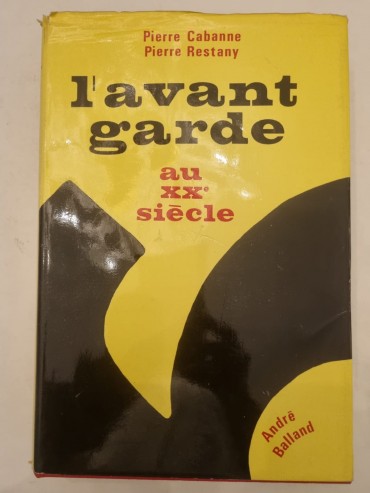 Pierre Cabanne
Pierre Restany
l'avant
garde
au
XXe
siècle
André
Balland